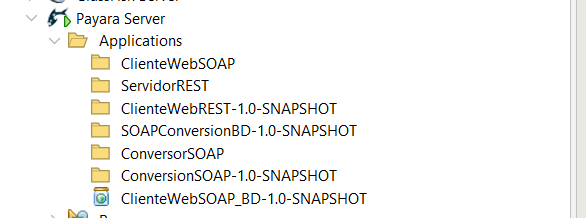 Payara Server
Applications
ClienteWebSOAP
ServidorREST
ClienteWebREST-1.0-SNAPSHOT
SOAPConversionBD-1.0-SNAPSHOT
ConversorSOAP
ConversionSOAP-1.0-SNAPSHOT
ClienteWebSOAP_BD-1.0-SNAPSHOT